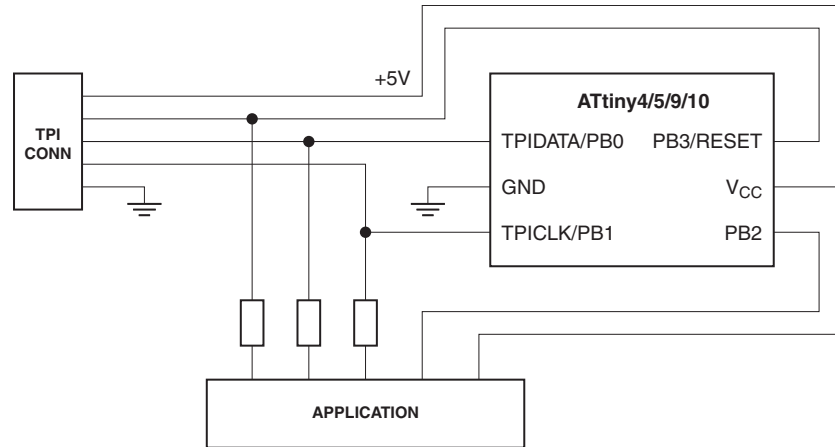 +5V
TPI
CONN
ATtiny4/5/9/10
TPIDATA/PB0 PB3/RESET
GND VCC
TPICLK/PB1 PB2
APPLICATION